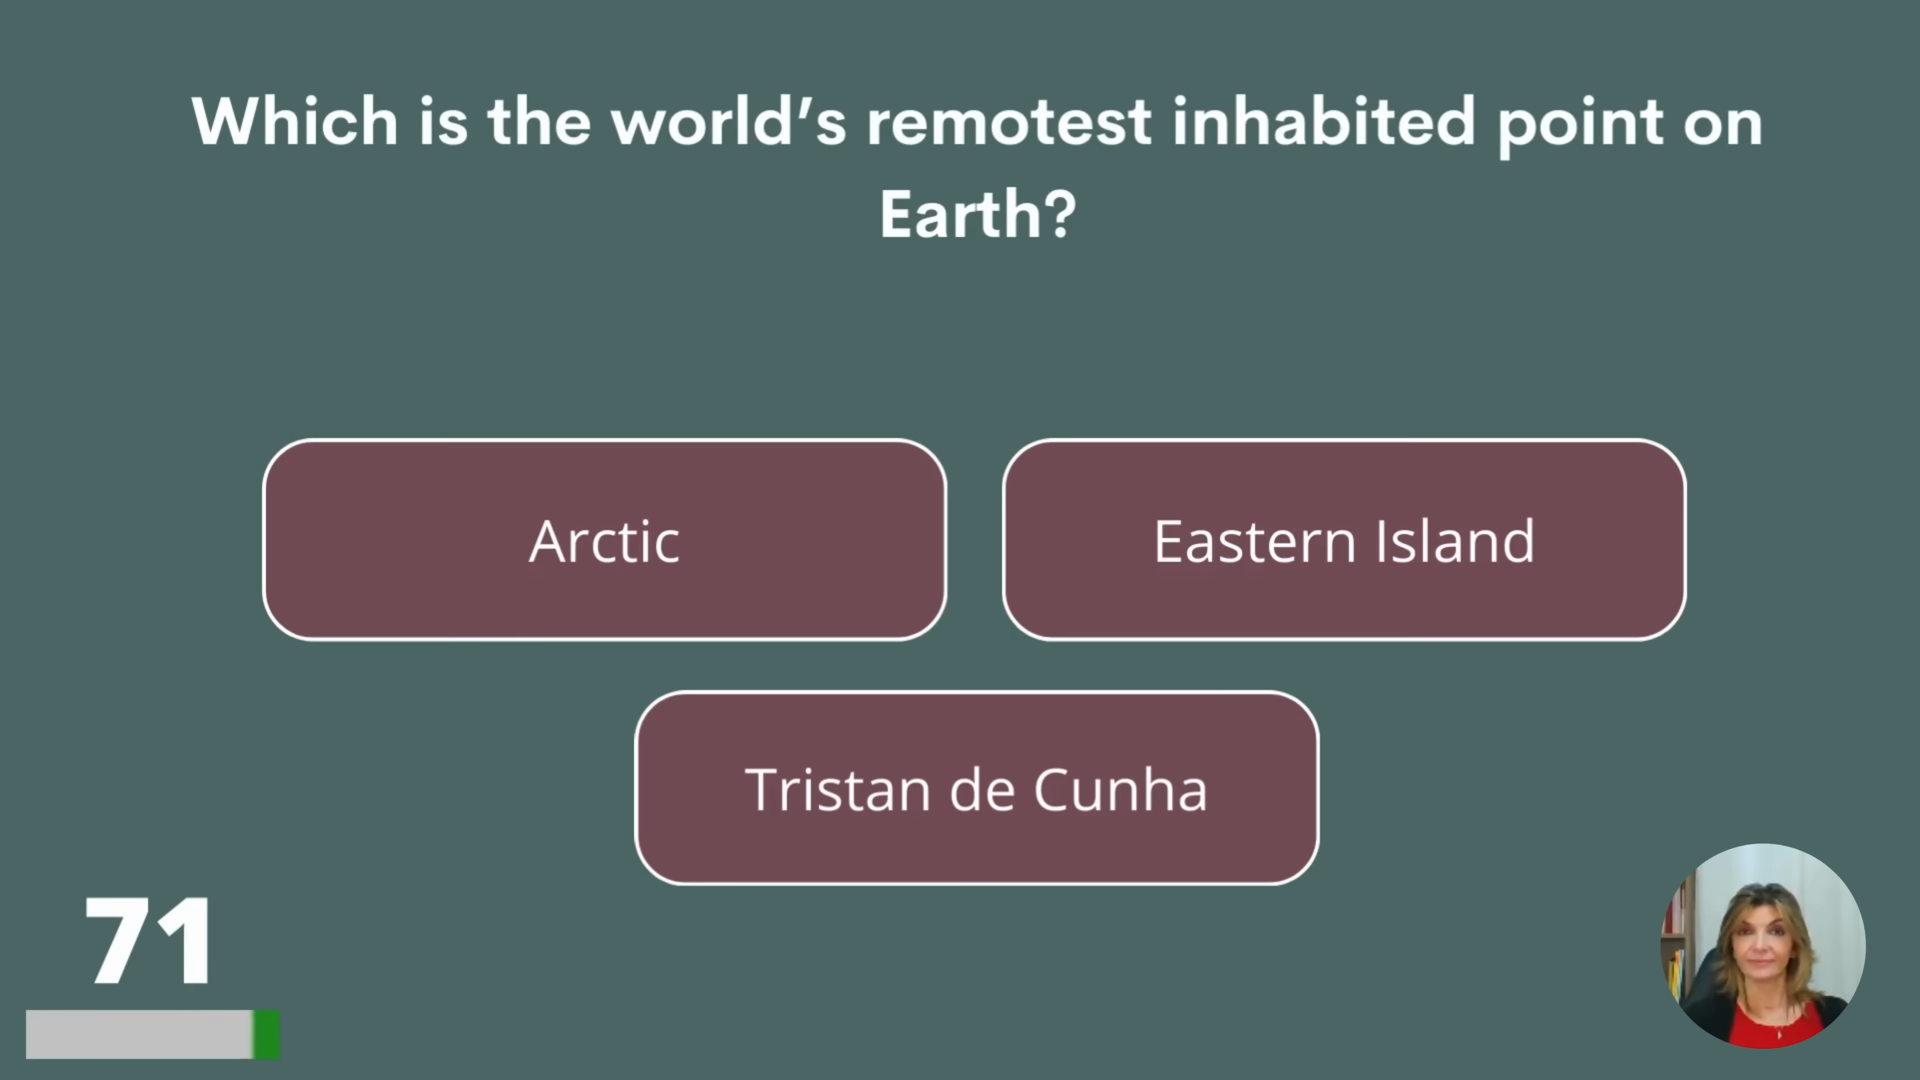 Which is the world’s remotest inhabited point on
Earth?
Arctic
Eastern Island
Tristan de Cunha
71